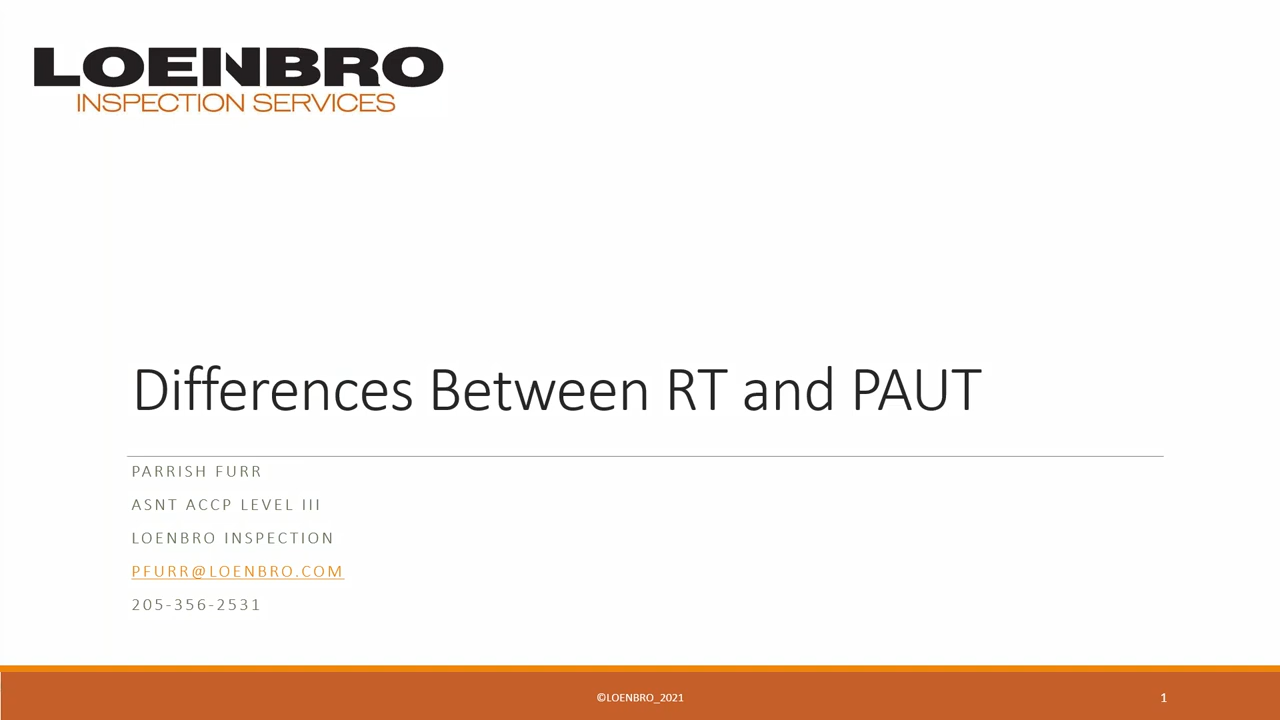 LOENBRO
INSPECTION SERVICES
Differences Between RT and PAUT
PARRISH FURR
ASNT ACCP LEVEL III
LOENBRO INSPECTION
PFURR@LOENBRO.COM
205-356-2531
©LOENBRO_2021
1